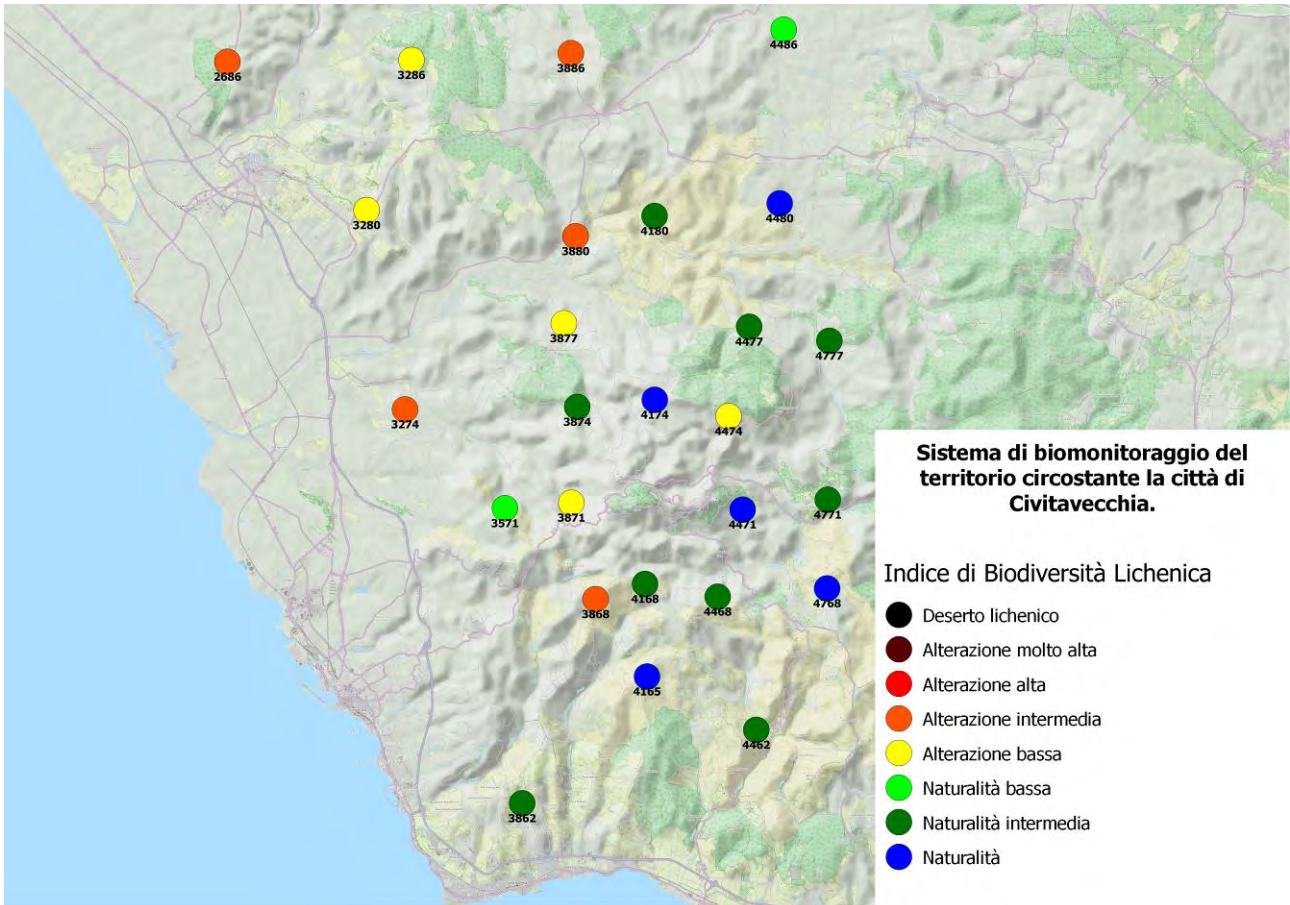 4486
2686
3286
3886
3280
4180
4480
3880
3877
4477
4777
3274
3874
4174
4474
Sistema di biomonitoraggio del
territorio circostante la città di
Civitavecchia.
3571
3871
4471
4771
Indice di Biodiversità Lichenica
3868
4168
4468
4768
Deserto lichenico
Alterazione molto alta
Alterazione alta
4165
Alterazione intermedia
4462
Alterazione bassa
Naturalità bassa
3862
Naturalità intermedia
Naturalità